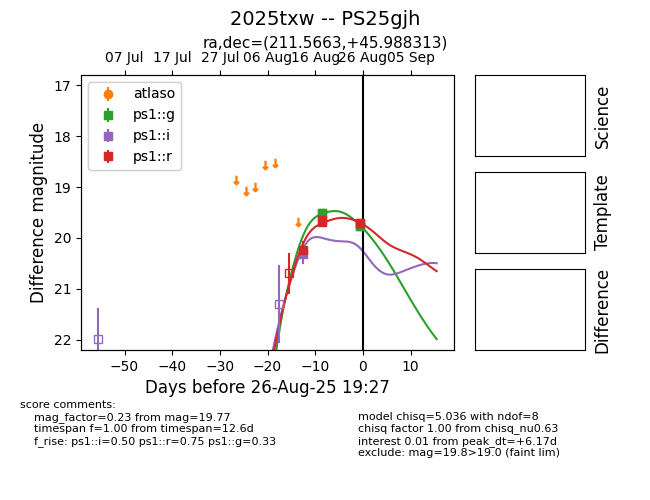 2025txw -- PS25gjh
ra,dec=(211.5663,+45.988313)
07 Jul 17 Jul 27 Jul 06 Aug 16 Aug 26 Aug 05 Sep
17
18
19
20
21
22
Difference magnitude
atlaso
ps1::g
ps1::i
ps1::r
−50 −40 −30 −20 −10 0 10
Days before 26-Aug-25 19:27
Science
Template
Difference
score comments:
mag_factor=0.23 from mag=19.77
timespan f=1.00 from timespan=12.6d
f_rise: ps1::i=0.50 ps1::r=0.75 ps1::g=0.33
model chisq=5.036 with ndof=8
chisq factor 1.00 from chisq_nu0.63
interest 0.01 from peak_dt=+6.17d
exclude: mag=19.8>19.0 (faint lim)